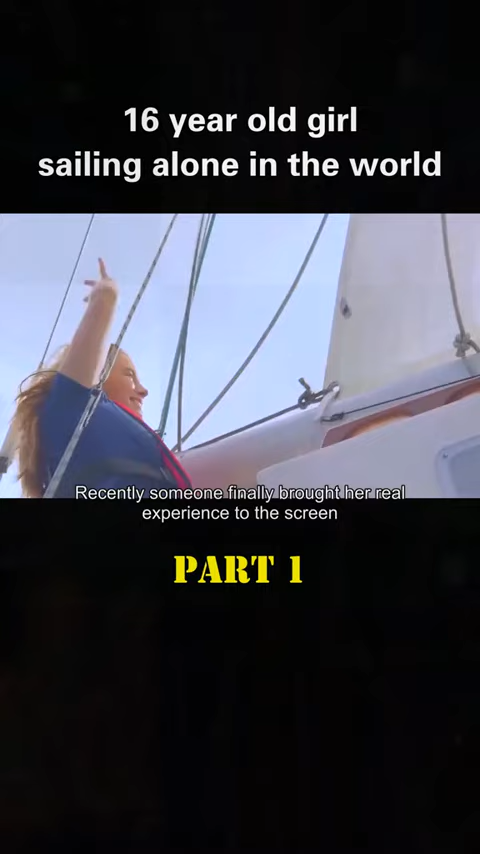 16 year old girl
sailing alone in the world
Recently someone finally brought her real
experience to the screen
PART 1